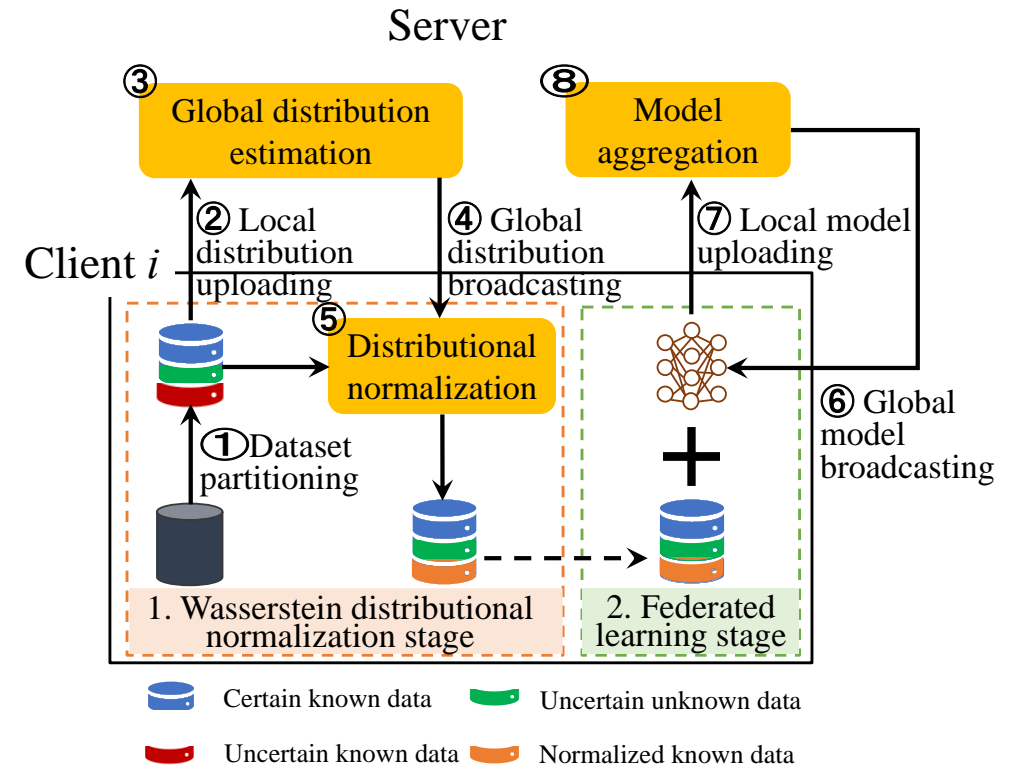 Server
③
Global distribution
estimation
⑧
Model
aggregation
② Local
distribution
uploading
④ Global
distribution
broadcasting
⑦ Local model
uploading
Client i
⑤
Distributional
normalization
① Dataset
partitioning
⑥ Global
model
broadcasting
1. Wasserstein distributional
normalization stage
2. Federated
learning stage
Certain known data
Uncertain unknown data
Uncertain known data
Normalized known data